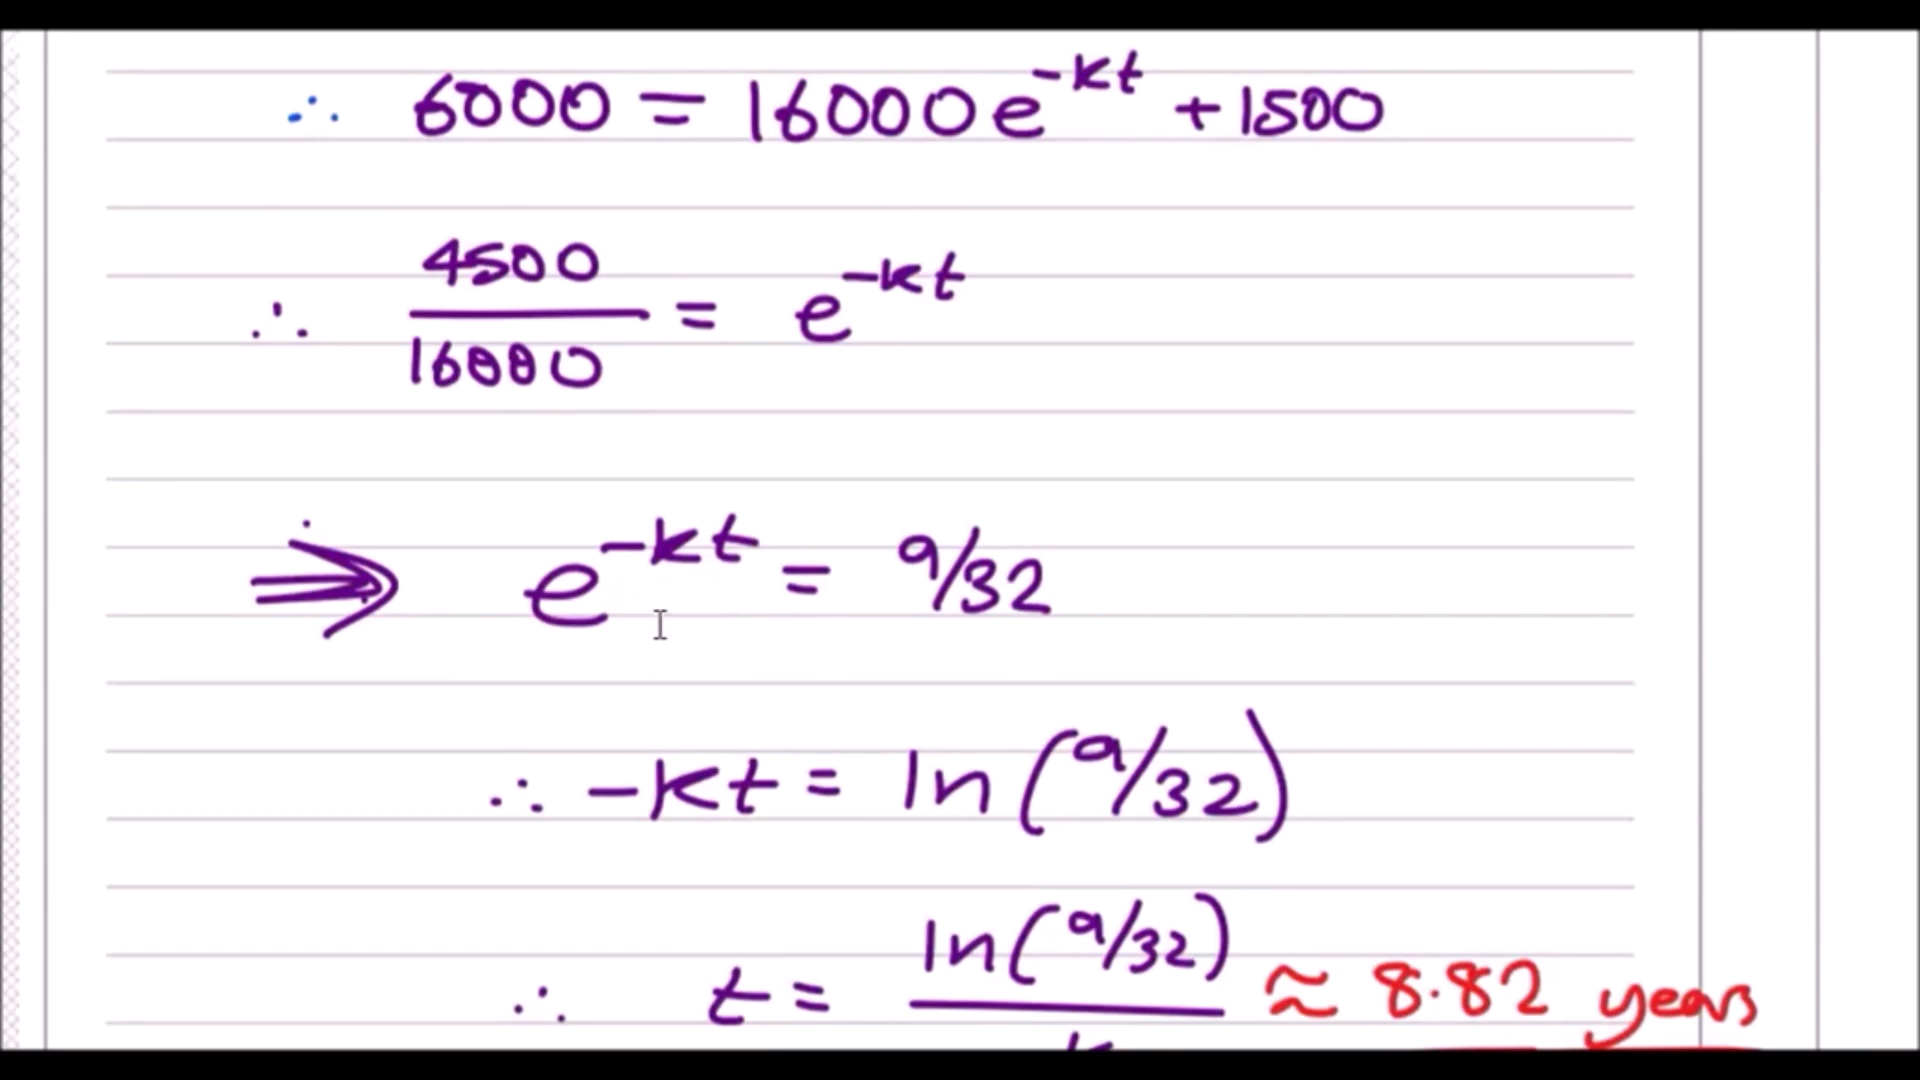 ∴ 6000 = 16000e^{-kt} + 1500
∴ 4500/16000 = e^{-kt}
⇒ e^{-kt} = 9/32
∴ -kt = ln(9/32)
∴ t = ln(9/32)/k ≈ 8.82 years